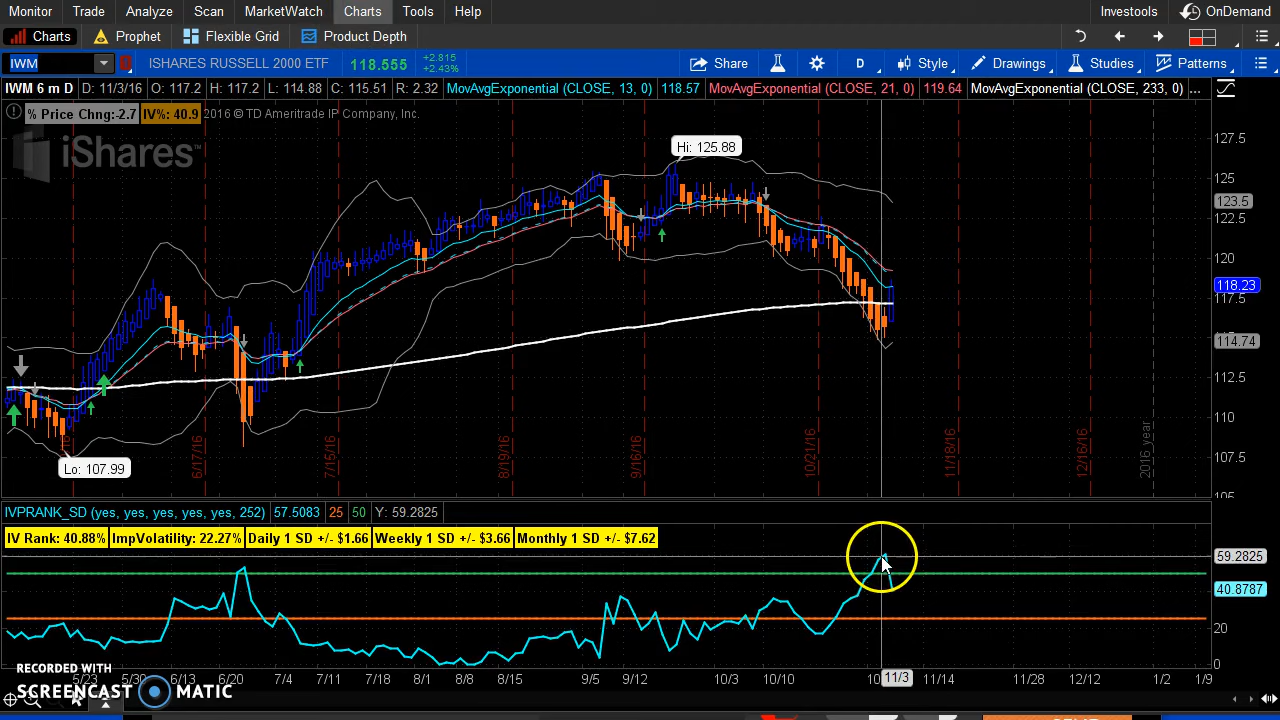 Monitor Trade Analyze Scan MarketWatch Charts Tools Help Investools OnDemand
Charts Prophet Flexible Grid Product Depth
IWM ISHARES RUSSELL 2000 ETF 118.555 +2.815 +2.43% Share D Style Drawings Studies Patterns
IWM 6 m D D: 11/3/16 O: 117.2 H: 117.2 L: 114.88 C: 115.51 R: 2.32 MovAvgExponential (CLOSE, 13, 0) 118.57 MovAvgExponential (CLOSE, 21, 0) 119.64 MovAvgExponential (CLOSE, 233, 0) ...
% Price Chng:-2.7 IV%: 40.9 2016 © TD Ameritrade IP Company, Inc.
iShares™
127.5
Hi: 125.88
125
123.5
122.5
120
118.23
117.5
114.74
112.5
110
Lo: 107.99
107.5
6/17/16 7/15/16 8/19/16 9/16/16 10/21/16 11/18/16 12/16/16 2016 year
105
IVPRANK_SD (yes, yes, yes, yes, yes, 252) 57.5083 25 50 Y: 59.2825
IV Rank: 40.88% ImpVolatility: 22.27% Daily 1 SD +/- $1.66 Weekly 1 SD +/- $3.66 Monthly 1 SD +/- $7.62
59.2825
40.8787
20
0
RECORDED WITH
SCREENCAST MATIC
5/23 5/30 6/13 6/20 7/4 7/11 7/18 8/1 8/8 8/15 9/5 9/12 10/3 10/10 11/3 11/14 11/28 12/12 1/2 1/9